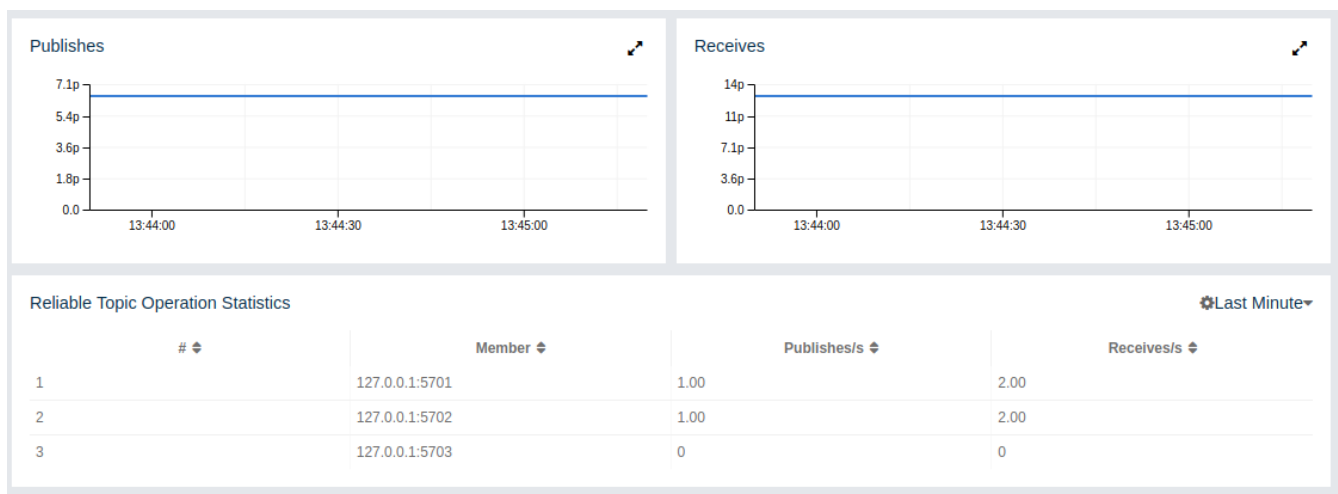 Publishes
7.1p
5.4p
3.6p
1.8p
0.0
13:44:00 13:44:30 13:45:00
Receives
14p
11p
7.1p
3.6p
0.0
13:44:00 13:44:30 13:45:00
Reliable Topic Operation Statistics Last Minute
# Member Publishes/s Receives/s
1 127.0.0.1:5701 1.00 2.00
2 127.0.0.1:5702 1.00 2.00
3 127.0.0.1:5703 0 0